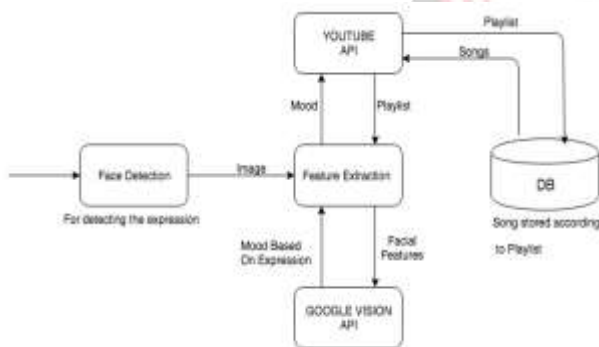 Playlist
YOUTUBE
API
Songs
Mood
Playlist
Face Detection
Image
Feature Extraction
DB
For detecting the expression
Song stored according
to Playlist
Mood Based
On Expression
Facial
Features
GOOGLE VISION
API